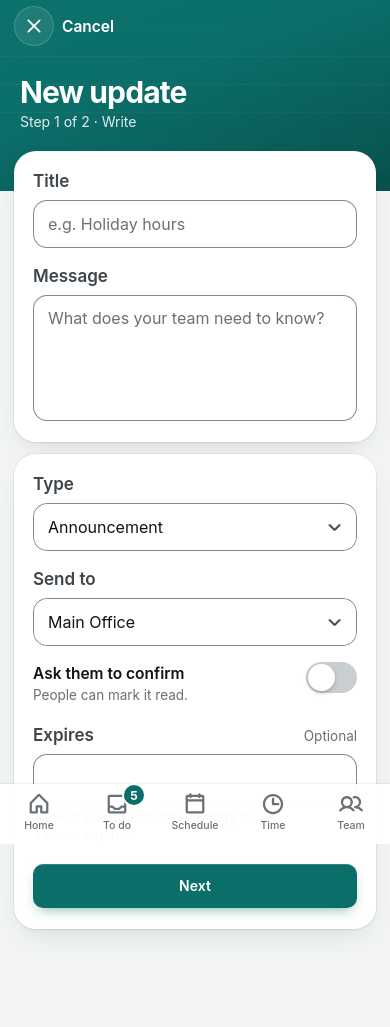 Cancel
New update
Step 1 of 2 · Write
Title
e.g. Holiday hours
Message
What does your team need to know?
Type
Announcement
Send to
Main Office
Ask them to confirm
People can mark it read.
Expires
Optional
5
Home
To do
Schedule
Time
Team
Next